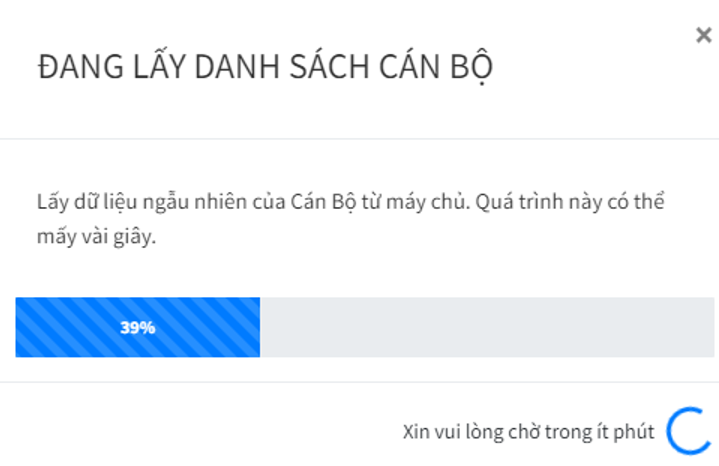 ×
ĐANG LẤY DANH SÁCH CÁN BỘ
Lấy dữ liệu ngẫu nhiên của Cán Bộ từ máy chủ. Quá trình này có thể
mấy vài giây.
39%
Xin vui lòng chờ trong ít phút